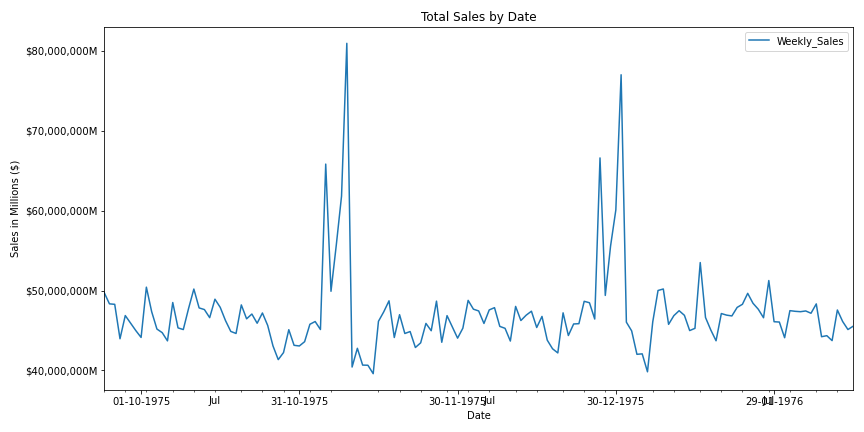 Total Sales by Date
Weekly_Sales
$80,000,000M
$70,000,000M
$60,000,000M
$50,000,000M
$40,000,000M
Sales in Millions ($)
01-10-1975 Jul 31-10-1975 30-11-1975 Jul 30-12-1975 29-01-1976 Jul
Date